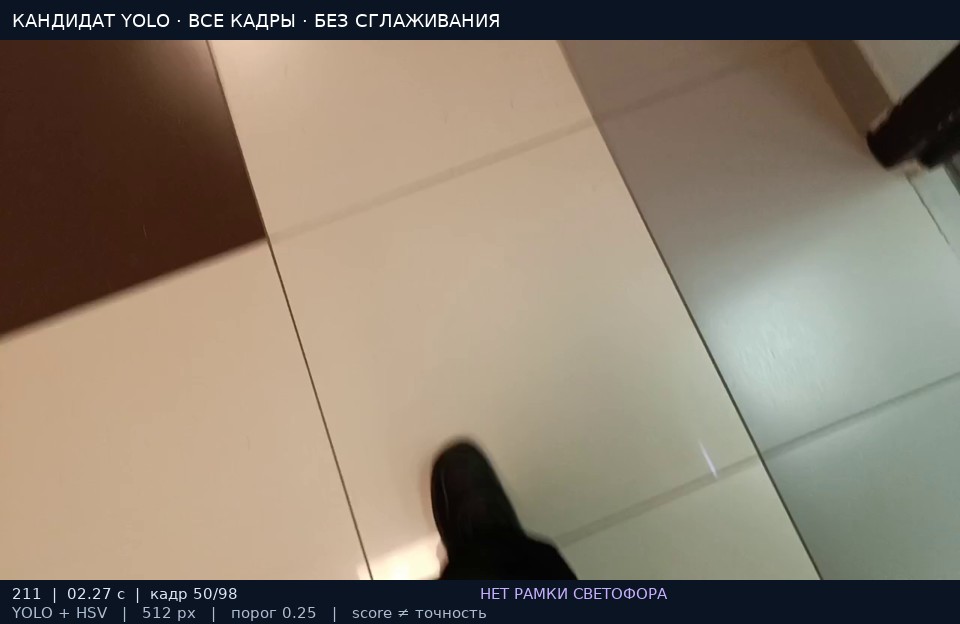 КАНДИДАТ YOLO · ВСЕ КАДРЫ · БЕЗ СГЛАЖИВАНИЯ
211 | 02.27 с | кадр 50/98
НЕТ РАМКИ СВЕТОФОРА
YOLO + HSV | 512 px | порог 0.25 | score ≠ точность